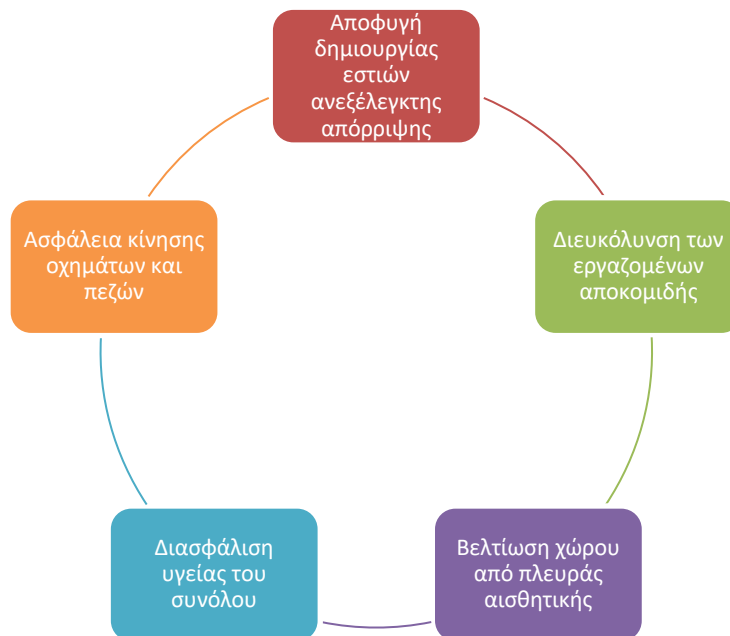 Αποφυγή
δημιουργίας
εστιών
ανεξέλεγκτης
απόρριψης
Διευκόλυνση των
εργαζομένων
αποκομιδής
Βελτίωση χώρου
από πλευράς
αισθητικής
Διασφάλιση
υγείας του
συνόλου
Ασφάλεια κίνησης
οχημάτων και
πεζών